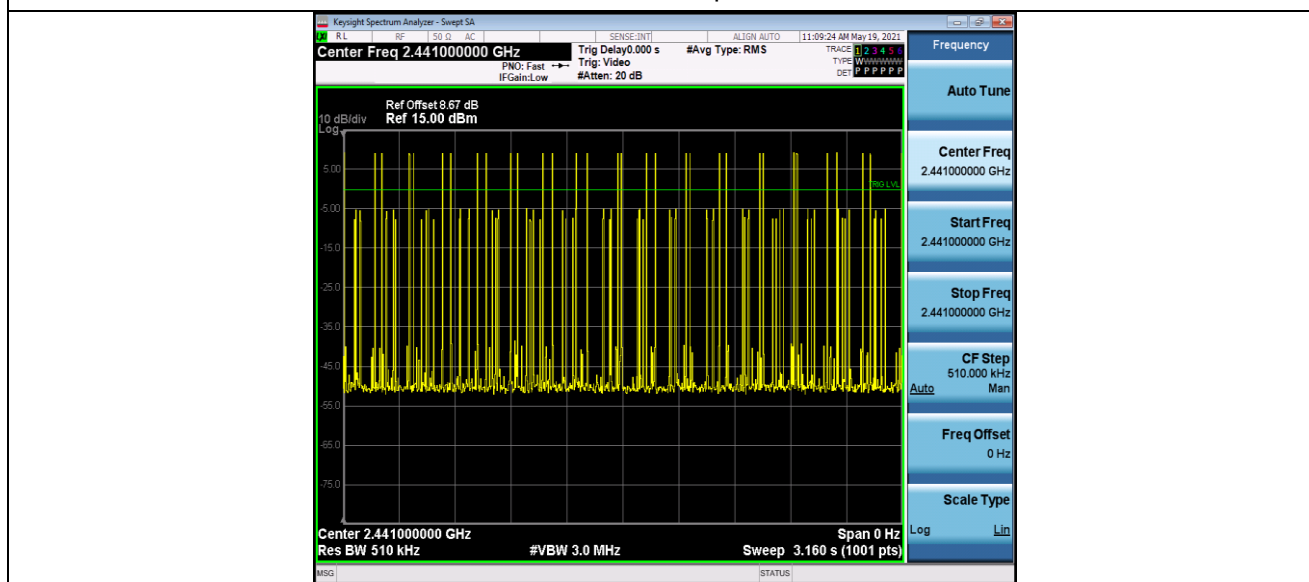 Keysight Spectrum Analyzer - Swept SA
RL RF 50 Ω AC SENSE:INT ALIGN AUTO 11:09:24 AM May 19, 2021
Center Freq 2.441000000 GHz
PNO: Fast
IFGain:Low
Trig Delay0.000 s
Trig: Video
#Atten: 20 dB
#Avg Type: RMS
TRACE 1 2 3 4 5 6
TYPE WWWWWW
DET P P P P P P
Ref Offset 8.67 dB
10 dB/div Ref 15.00 dBm
Log
5.00
TRIG LVL
-5.00
-15.0
-25.0
-35.0
-45.0
-55.0
-65.0
-75.0
Center 2.441000000 GHz Span 0 Hz
Res BW 510 kHz #VBW 3.0 MHz Sweep 3.160 s (1001 pts)
MSG STATUS
Frequency
Auto Tune
Center Freq
2.441000000 GHz
Start Freq
2.441000000 GHz
Stop Freq
2.441000000 GHz
CF Step
510.000 kHz
Auto Man
Freq Offset
0 Hz
Scale Type
Log Lin